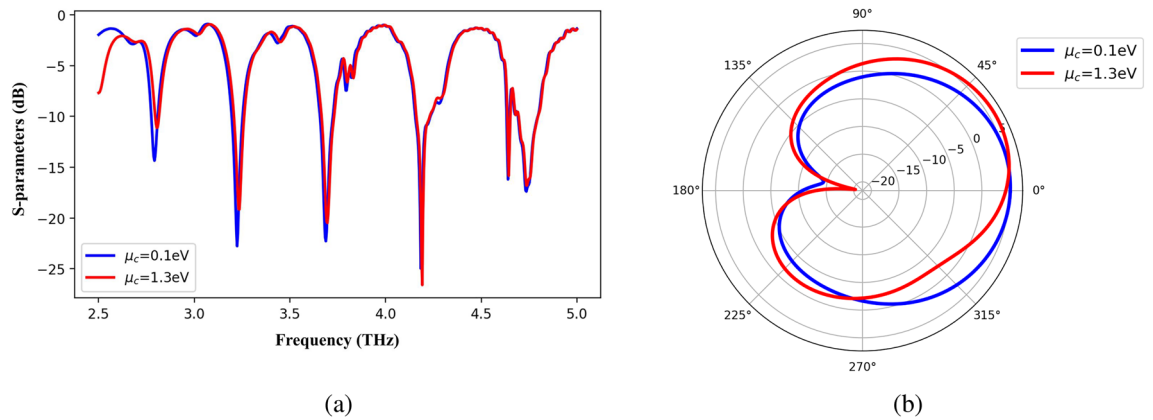 0
−5
−10
−15
−20
−25
S-parameters (dB)
μc=0.1eV
μc=1.3eV
2.5 3.0 3.5 4.0 4.5 5.0
Frequency (THz)
(a)
90°
135° 45°
180° 0°
225° 315°
270°
−20 −15 −10 −5 0 5
μc=0.1eV
μc=1.3eV
(b)